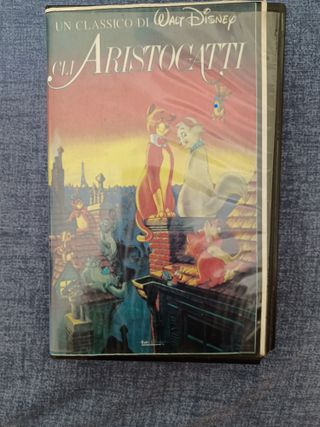 UN CLASSICO DI WALT DISNEY
GLI ARISTOGATTI